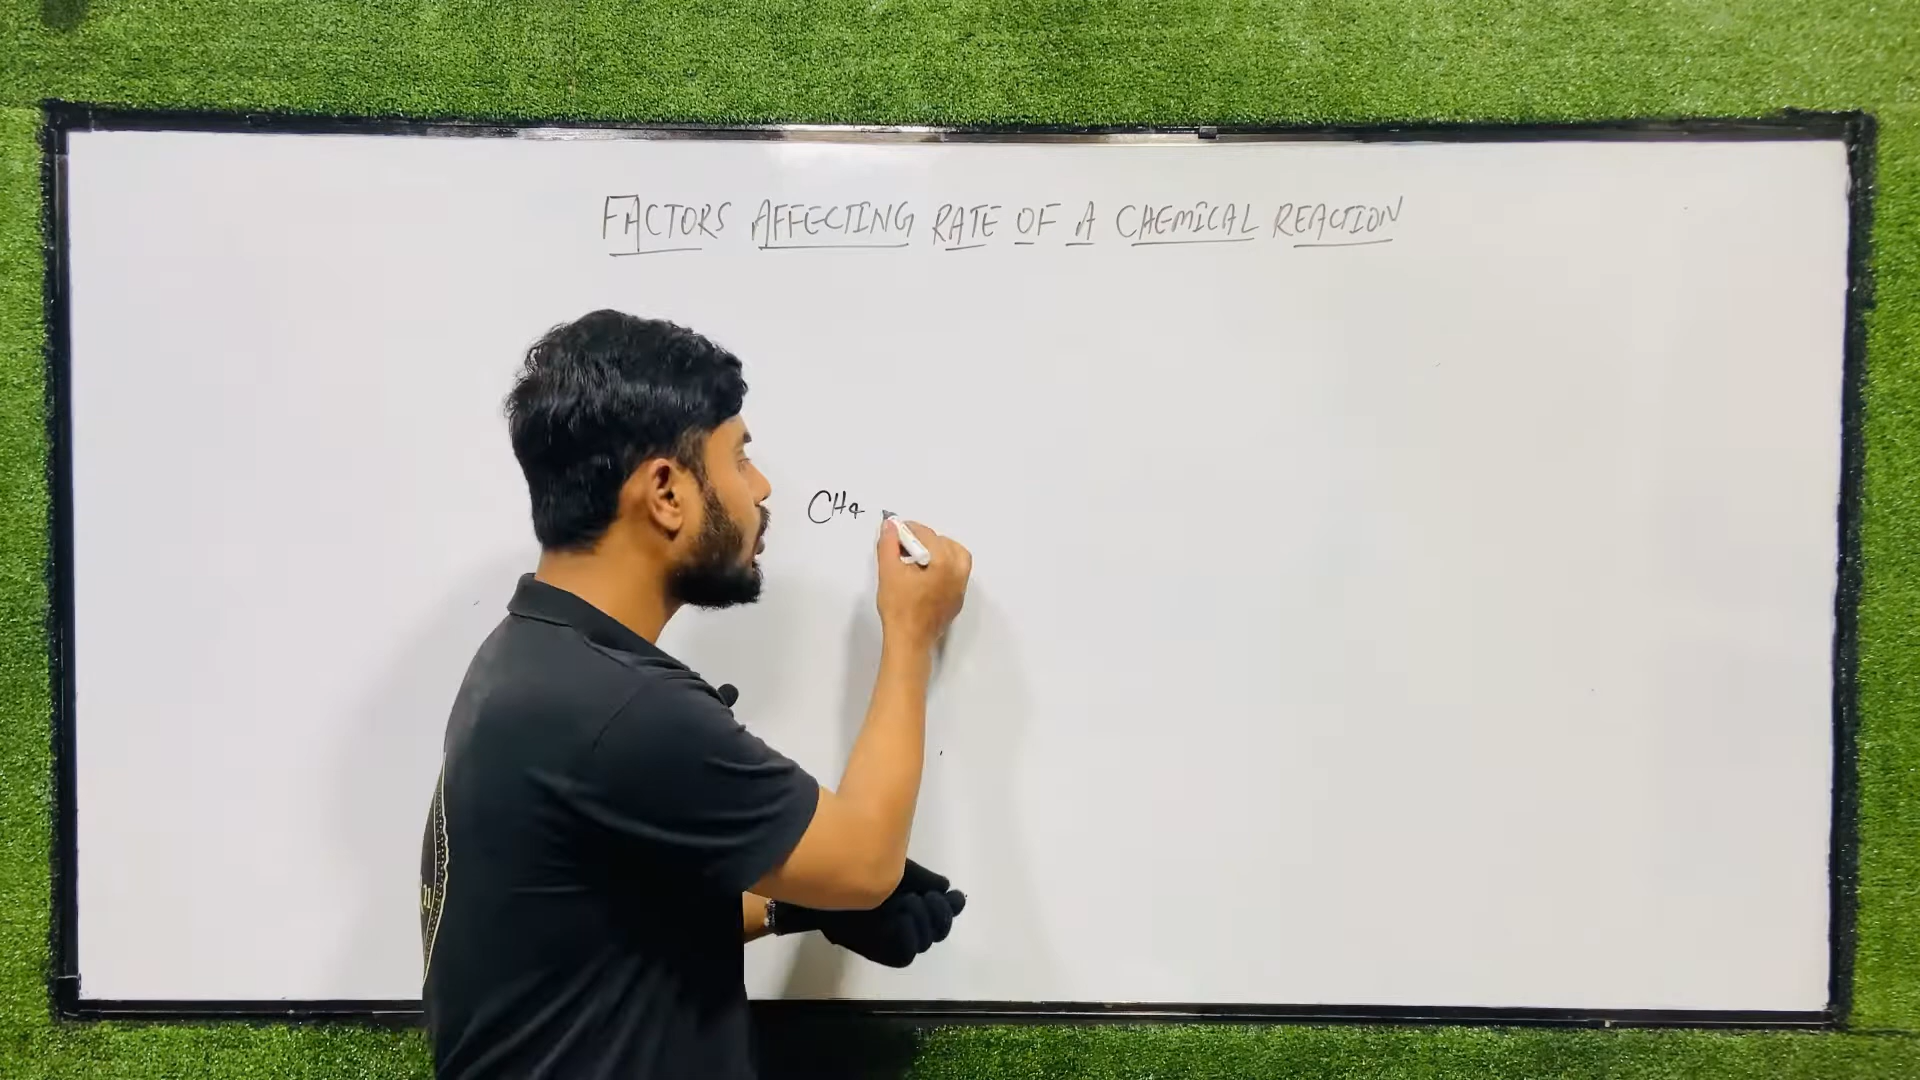 FACTORS AFFECTING RATE OF A CHEMICAL REACTION
CH4